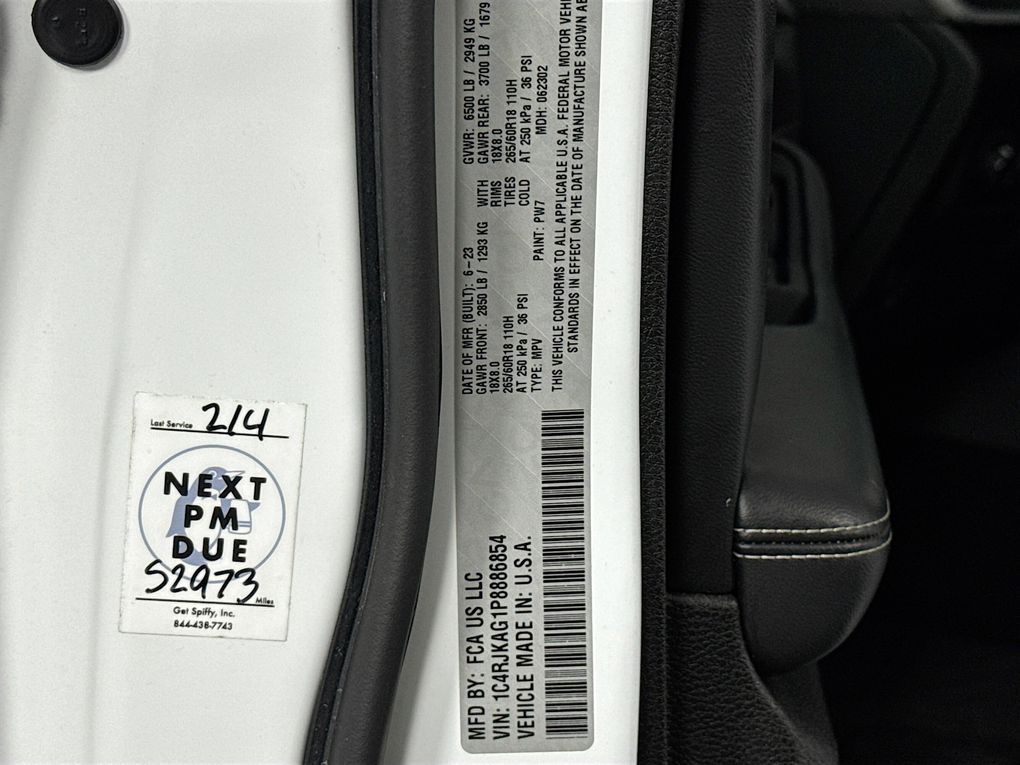 Last Service 2/4
NEXT
PM
DUE
52973 Miles
Get Spiffy, Inc.
844-438-7743
MFD BY: FCA US LLC
VIN: 1C4RJKAG1P8886854
VEHICLE MADE IN: U.S.A.
DATE OF MFR (BUILT): 6-23 GVWR: 6500 LB / 2949 KG
GAWR FRONT: 2850 LB / 1293 KG WITH GAWR REAR: 3700 LB / 1679
18X8.0 RIMS 18X8.0
265/60R18 110H TIRES 265/60R18 110H
AT 250 kPa / 36 PSI COLD AT 250 kPa / 36 PSI
TYPE: MPV PAINT: PW7 MDH: 062302
THIS VEHICLE CONFORMS TO ALL APPLICABLE U.S.A. FEDERAL MOTOR
STANDARDS IN EFFECT ON THE DATE OF MANUFACTURE SHOWN